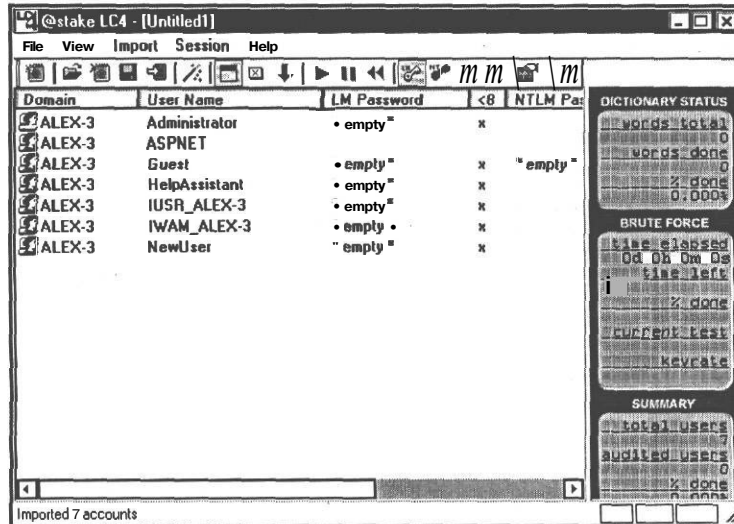 @stake LC4 - [Untitled1]
File View Import Session Help
m m \ \m
Domain User Name LM Password <8 NTLM Pa
ALEX-3 Administrator • empty * x
ALEX-3 ASPNET
ALEX-3 Guest • empty * x * empty *
ALEX-3 HelpAssistant • empty * x
ALEX-3 IUSR_ALEX-3 • empty * x
ALEX-3 IWAM_ALEX-3 • empty • x
ALEX-3 NewUser " empty * x
DICTIONARY STATUS
words total
0
words done
0
% done
0.000%
BRUTE FORCE
time elapsed
0d 0h 0m 0s
time left
i
% done
current test
keyrate
SUMMARY
total users
7
audited users
0
% done
0.000%
Imported 7 accounts